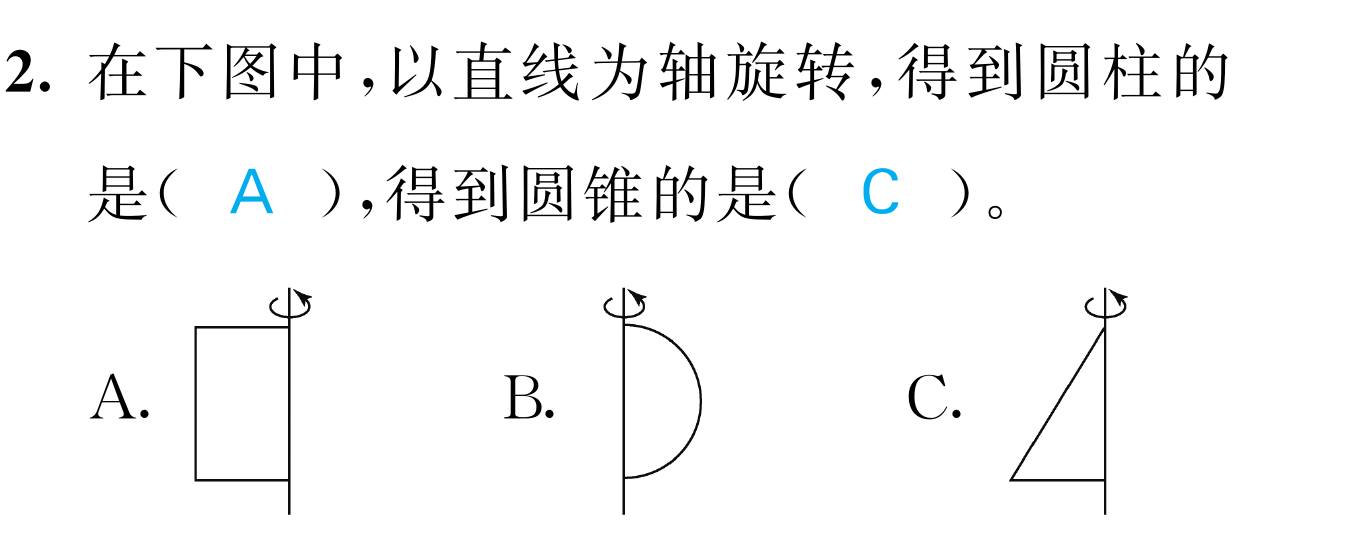 2. 在下图中,以直线为轴旋转,得到圆柱的
是( A ),得到圆锥的是( C )。
A. B. C.